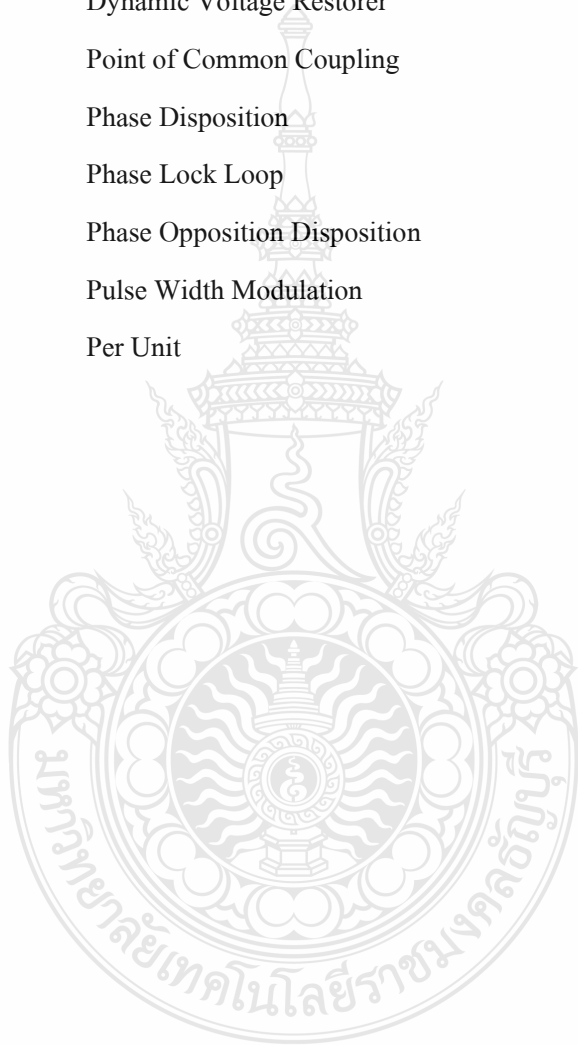 Dynamic Voltage Restorer
Point of Common Coupling
Phase Disposition
Phase Lock Loop
Phase Opposition Disposition
Pulse Width Modulation
Per Unit
มหาวิทยาลัยเทคโนโลยีราชมงคลธัญบุรี